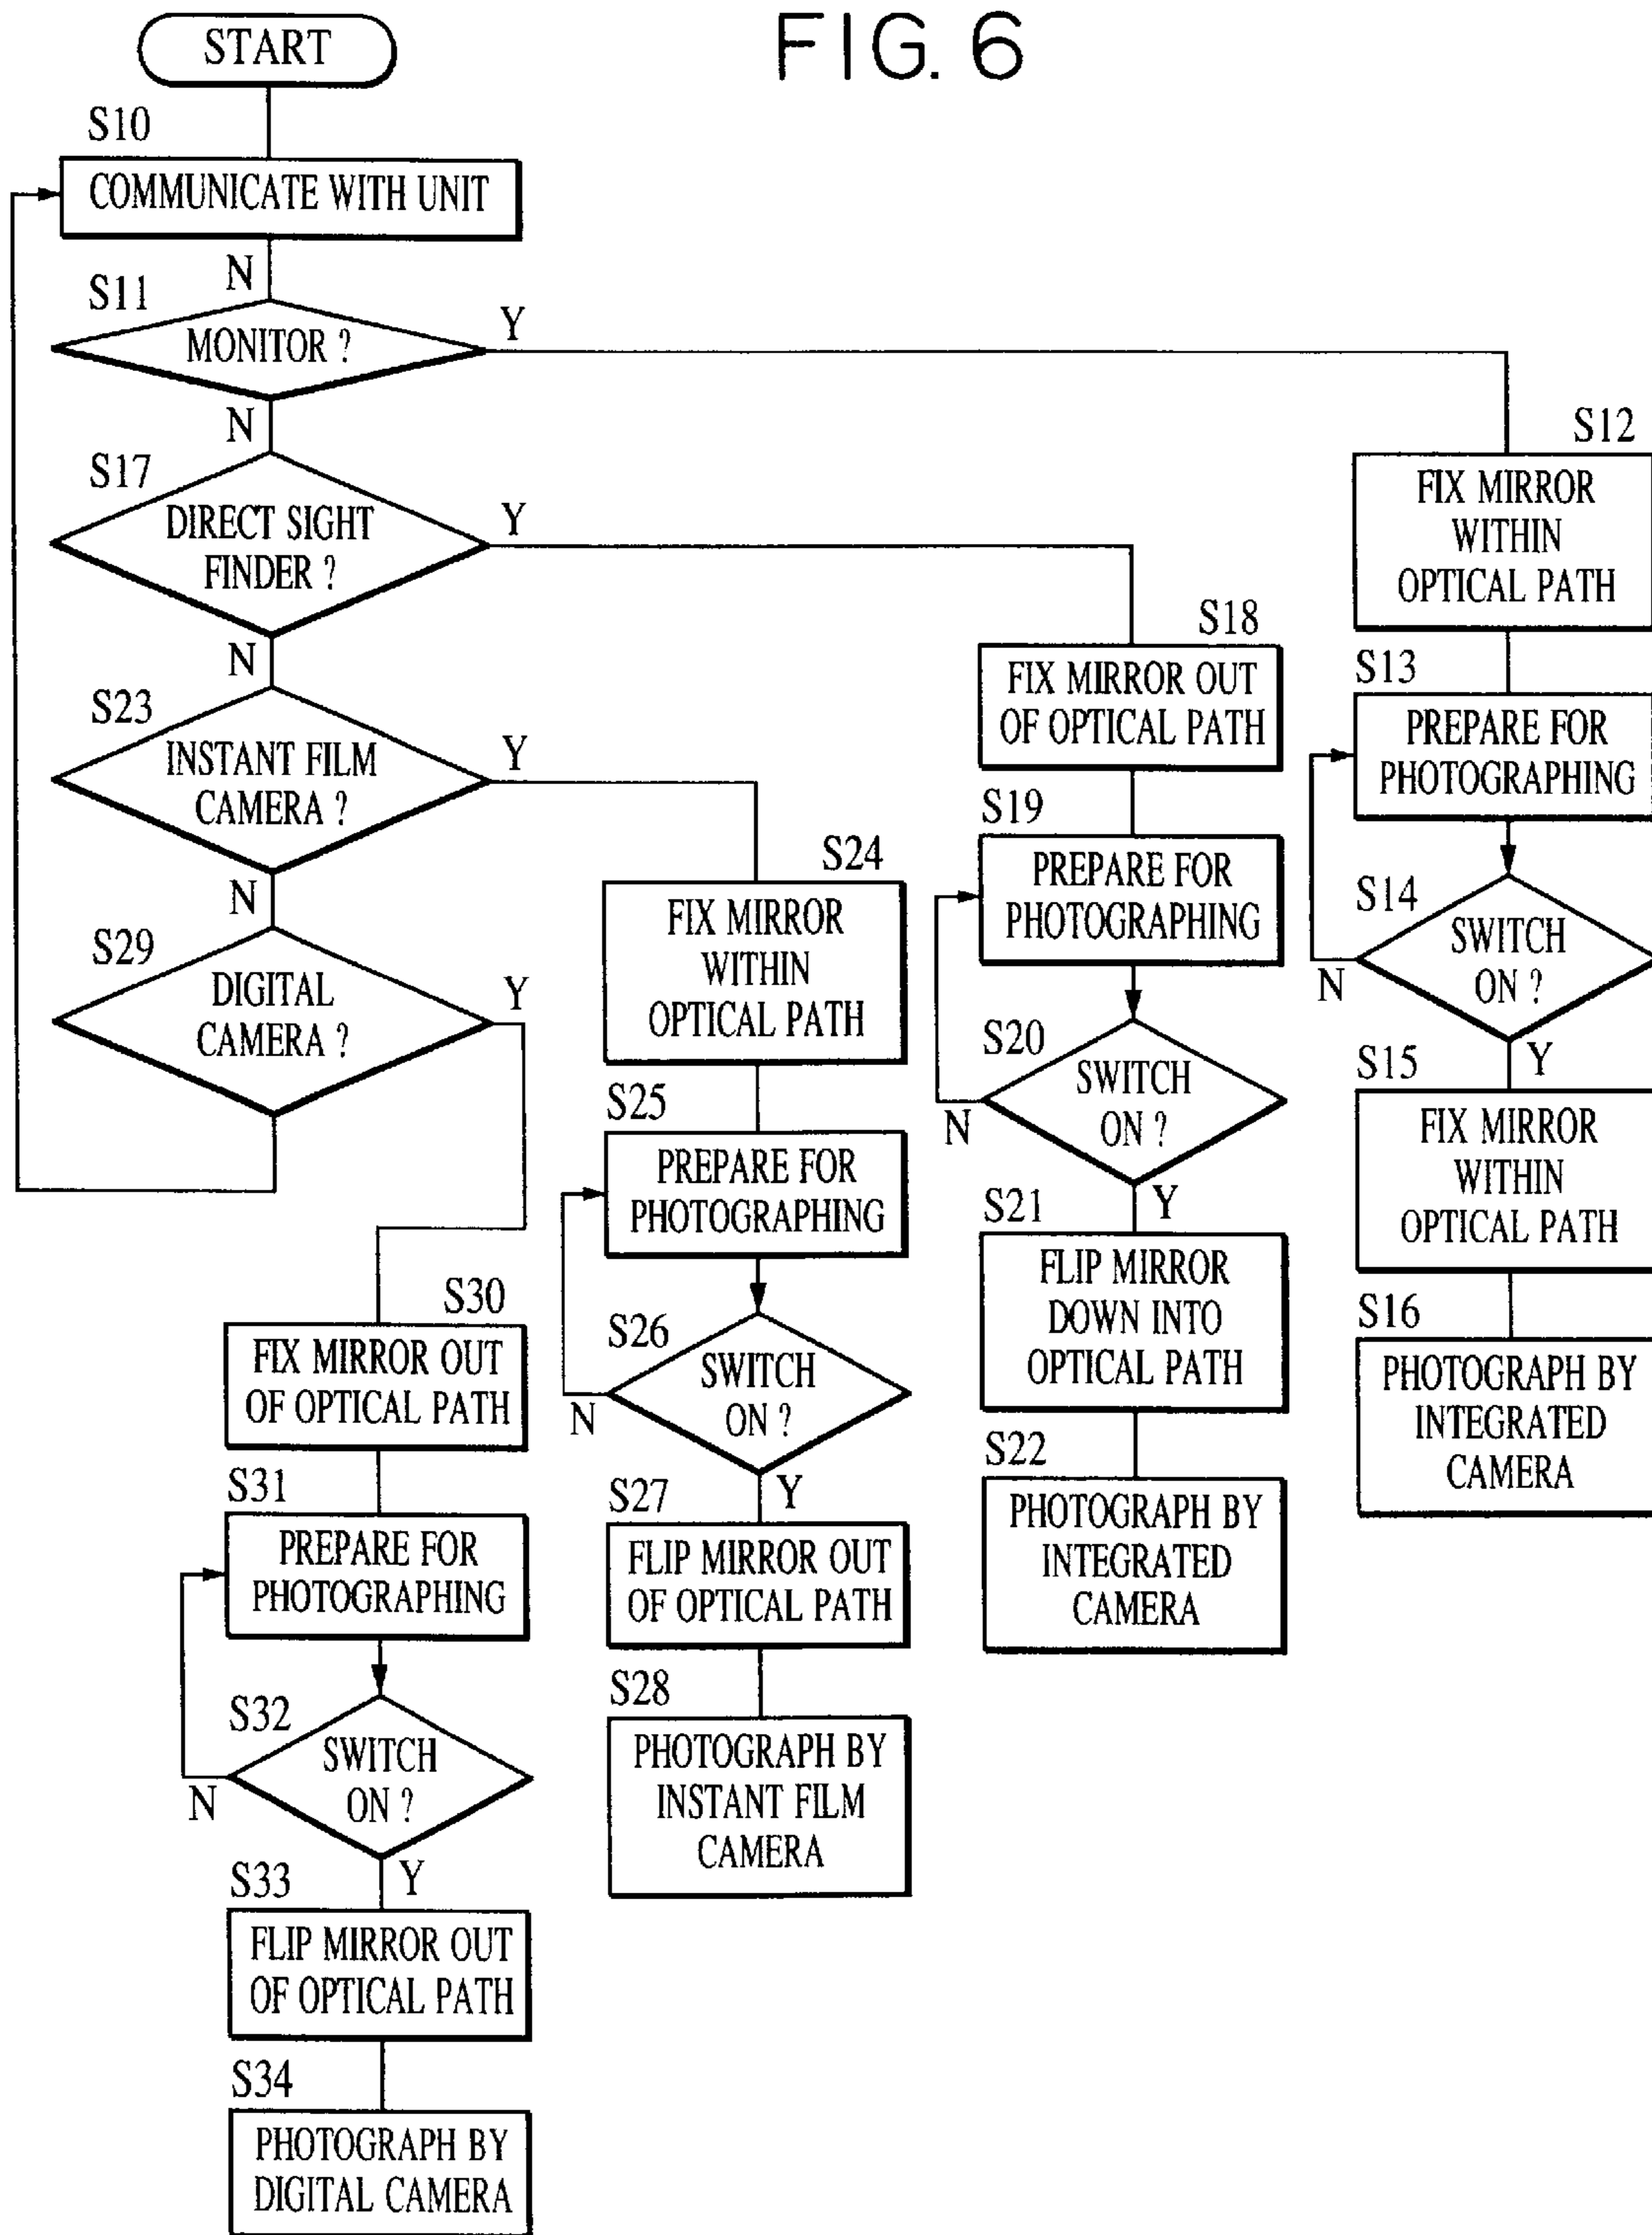 FIG. 6
START
S10
COMMUNICATE WITH UNIT
N
S11
MONITOR ?
Y
N
S17
DIRECT SIGHT
FINDER ?
Y
N
S23
INSTANT FILM
CAMERA ?
Y
N
S29
DIGITAL
CAMERA ?
Y
S30
FIX MIRROR OUT
OF OPTICAL PATH
S31
PREPARE FOR
PHOTOGRAPHING
S32
SWITCH
ON ?
N
Y
S33
FLIP MIRROR OUT
OF OPTICAL PATH
S34
PHOTOGRAPH BY
DIGITAL CAMERA
S24
FIX MIRROR
WITHIN
OPTICAL PATH
S25
PREPARE FOR
PHOTOGRAPHING
S26
SWITCH
ON ?
N
Y
S27
FLIP MIRROR OUT
OF OPTICAL PATH
S28
PHOTOGRAPH BY
INSTANT FILM
CAMERA
S18
FIX MIRROR OUT
OF OPTICAL PATH
S19
PREPARE FOR
PHOTOGRAPHING
S20
SWITCH
ON ?
N
Y
S21
FLIP MIRROR
DOWN INTO
OPTICAL PATH
S22
PHOTOGRAPH BY
INTEGRATED
CAMERA
S12
FIX MIRROR
WITHIN
OPTICAL PATH
S13
PREPARE FOR
PHOTOGRAPHING
S14
SWITCH
ON ?
N
Y
S15
FIX MIRROR
WITHIN
OPTICAL PATH
S16
PHOTOGRAPH BY
INTEGRATED
CAMERA